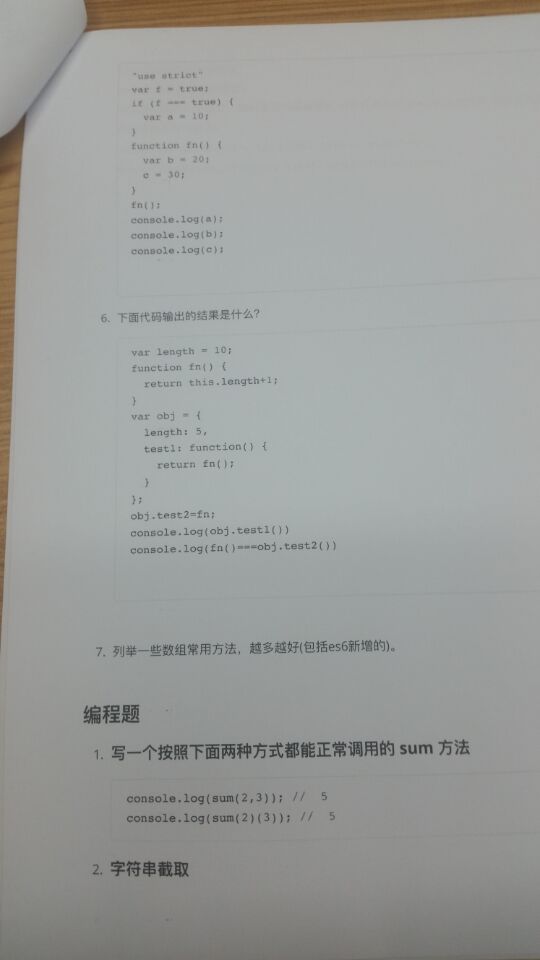 "use strict"
var f = true;
if (f === true) {
  var a = 10;
}
function fn() {
  var b = 20;
  c = 30;
}
fn();
console.log(a);
console.log(b);
console.log(c);
6. 下面代码输出的结果是什么?
var length = 10;
function fn() {
  return this.length+1;
}
var obj = {
  length: 5,
  test1: function() {
    return fn();
  }
};
obj.test2=fn;
console.log(obj.test1())
console.log(fn()===obj.test2())
7. 列举一些数组常用方法，越多越好(包括es6新增的)。
编程题
1. 写一个按照下面两种方式都能正常调用的 sum 方法
console.log(sum(2,3)); // 5
console.log(sum(2)(3)); // 5
2. 字符串截取